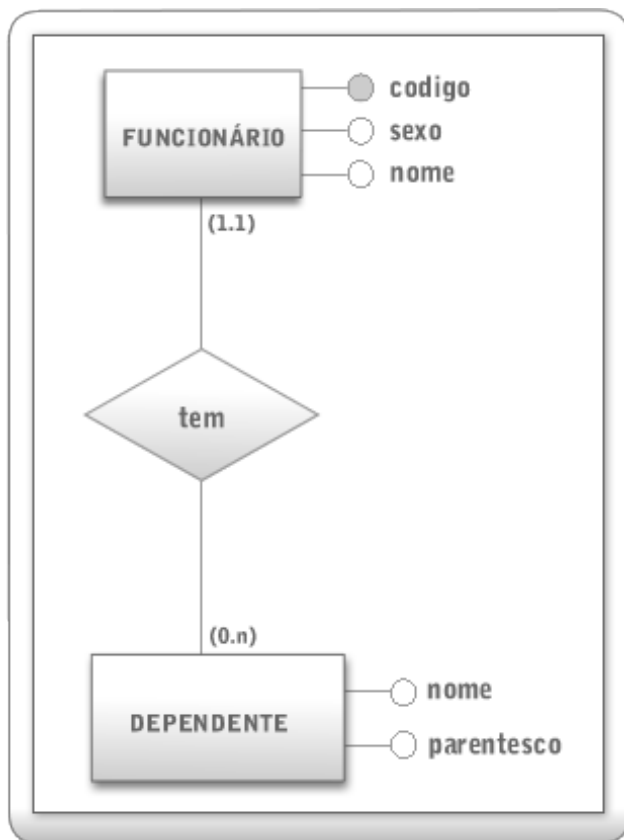 FUNCIONÁRIO
codigo
sexo
nome
(1.1)
tem
(0.n)
DEPENDENTE
nome
parentesco